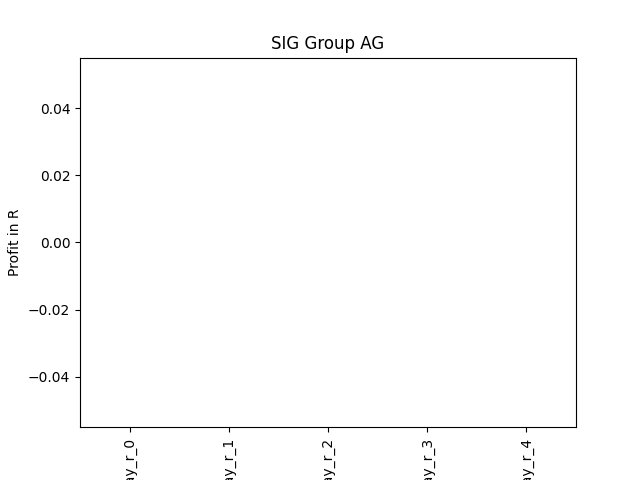 SIG Group AG
Profit in R
0.04
0.02
0.00
−0.02
−0.04
ay_r_0
ay_r_1
ay_r_2
ay_r_3
ay_r_4